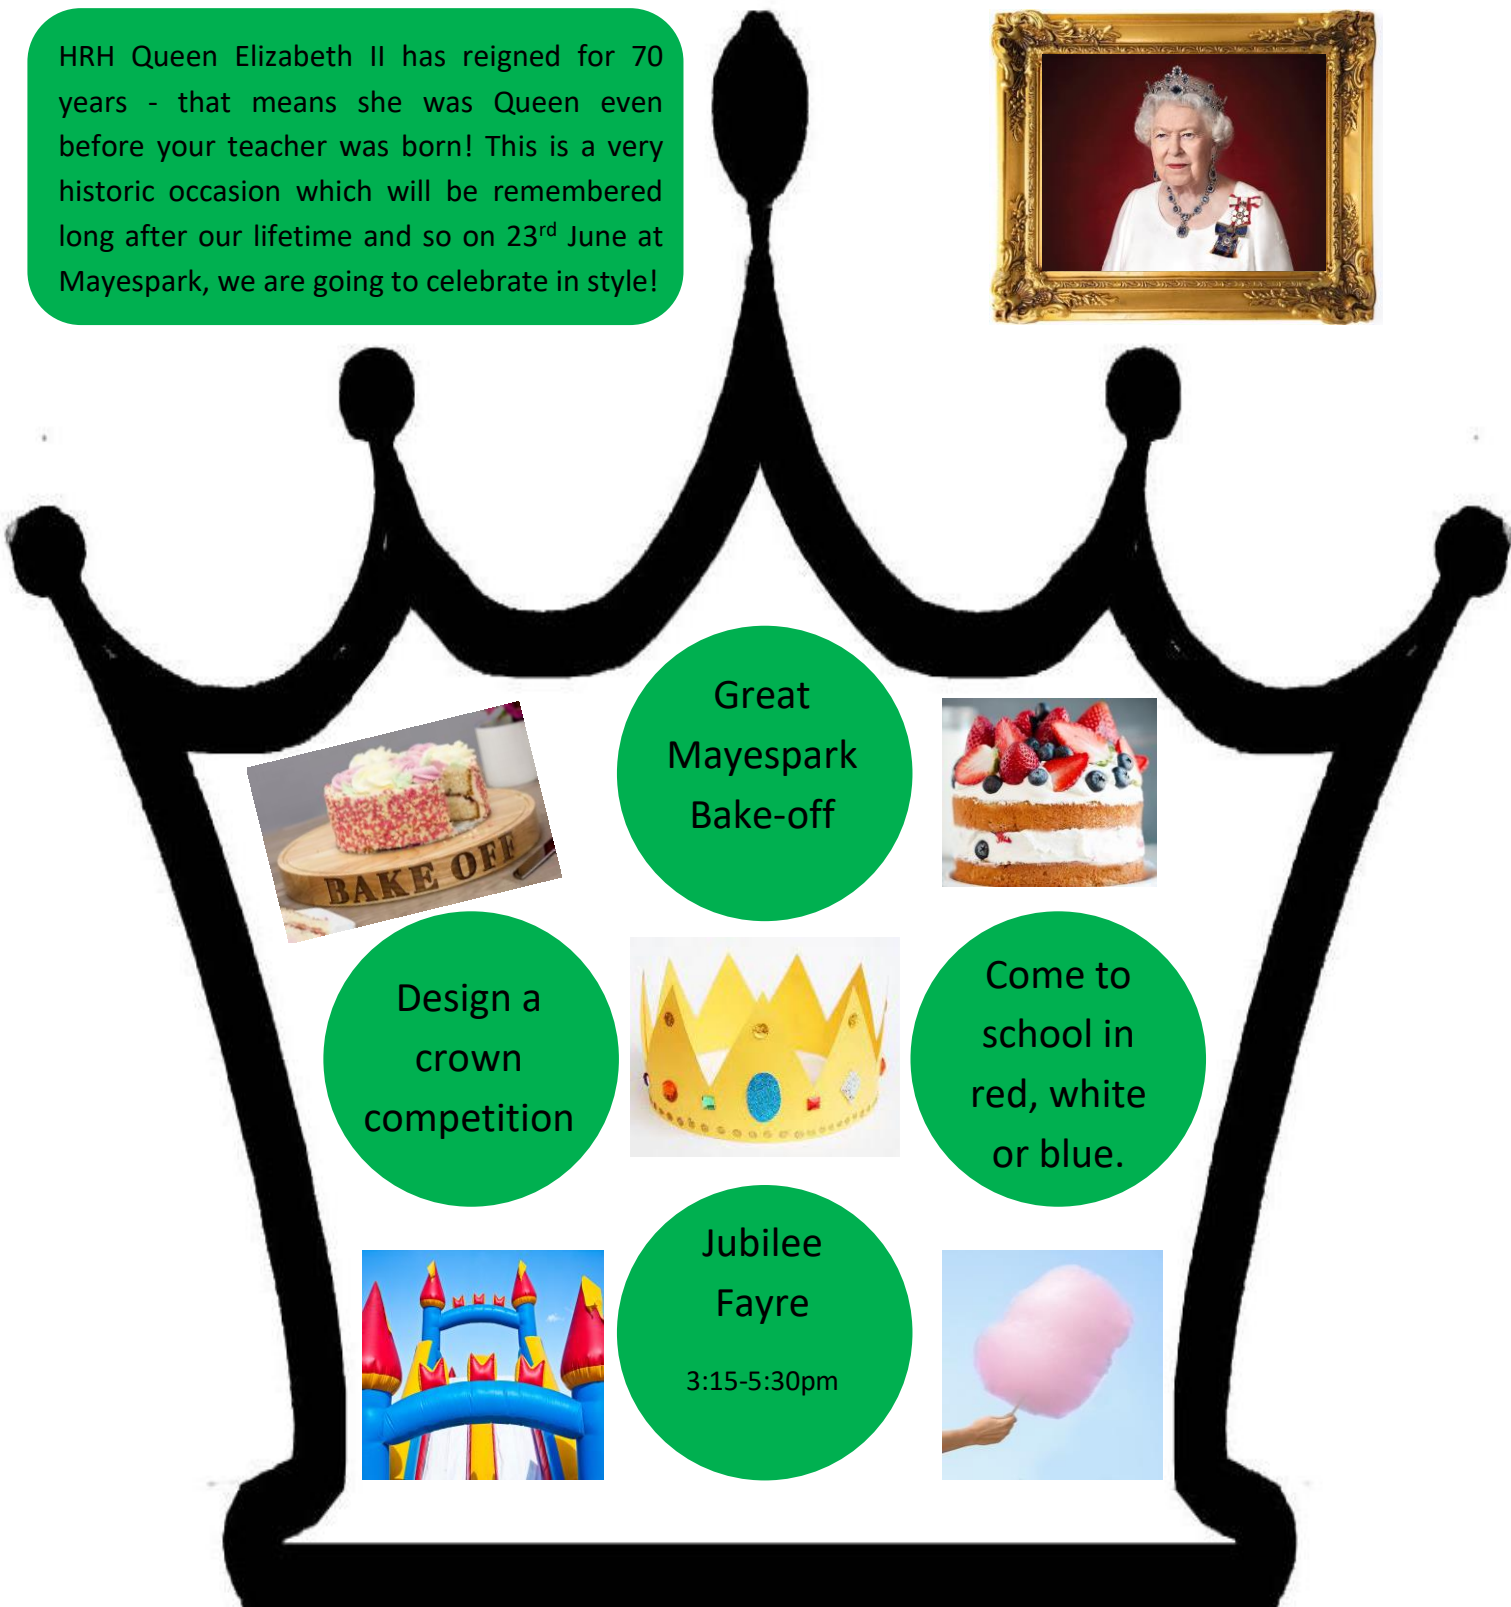 HRH Queen Elizabeth II has reigned for 70
years - that means she was Queen even
before your teacher was born! This is a very
historic occasion which will be remembered
long after our lifetime and so on 23rd June at
Mayespark, we are going to celebrate in style!
Great
Mayespark
Bake-off
BAKE OFF
Design a
crown
competition
Come to
school in
red, white
or blue.
Jubilee
Fayre
3:15-5:30pm